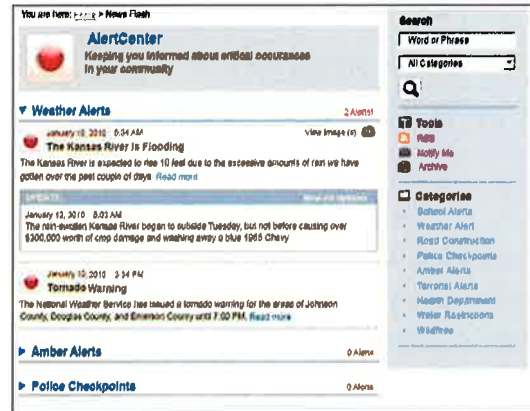 You are here: Home > News Flash
AlertCenter
Keeping you informed about critical occurances
in your community
Weather Alerts
2 Alerts!
January 10, 2010 5:34 AM
View Image (s)
The Kansas River is Flooding
The Kansas River is expected to rise 10 feet due to the excessive amounts of rain we have
gotten over the past couple of days Read more
UPDATE
View All Updates
January 12, 2010 8:03 AM
The rain-swollen Kansas River began to subside Tuesday, but not before causing over
$300,000 worth of crop damage and washing away a blue 1965 Chevy
January 10, 2010 3:34 PM
Tornado Warning
The National Weather Service has issued a tornado warning for the areas of Johnson
County, Douglas County, and Emerson County until 7:00 PM. Read more
Amber Alerts
0 Alerts
Police Checkpoints
0 Alerts
Search
Word or Phrase
All Categories
Tools
RSS
Notify Me
Archive
Categories
School Alerts
Weather Alert
Road Construction
Police Checkpoints
Amber Alerts
Terrorist Alerts
Health Department
Water Restrictions
Wildfires